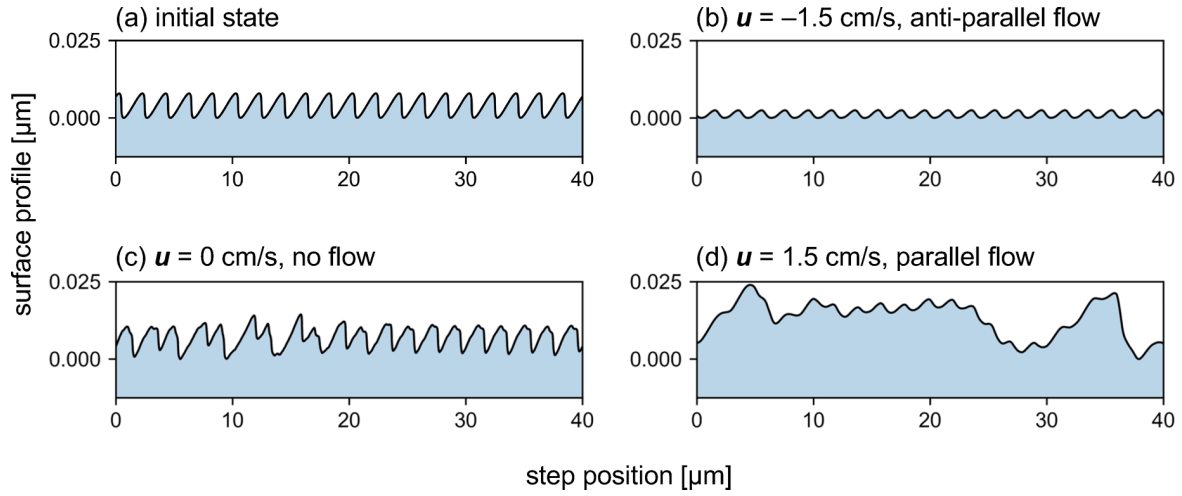 (a) initial state
(b) u = –1.5 cm/s, anti-parallel flow
0.025
0.000
0 10 20 30 40
0.025
0.000
0 10 20 30 40
(c) u = 0 cm/s, no flow
(d) u = 1.5 cm/s, parallel flow
0.025
0.000
0 10 20 30 40
0.025
0.000
0 10 20 30 40
surface profile [µm]
step position [µm]